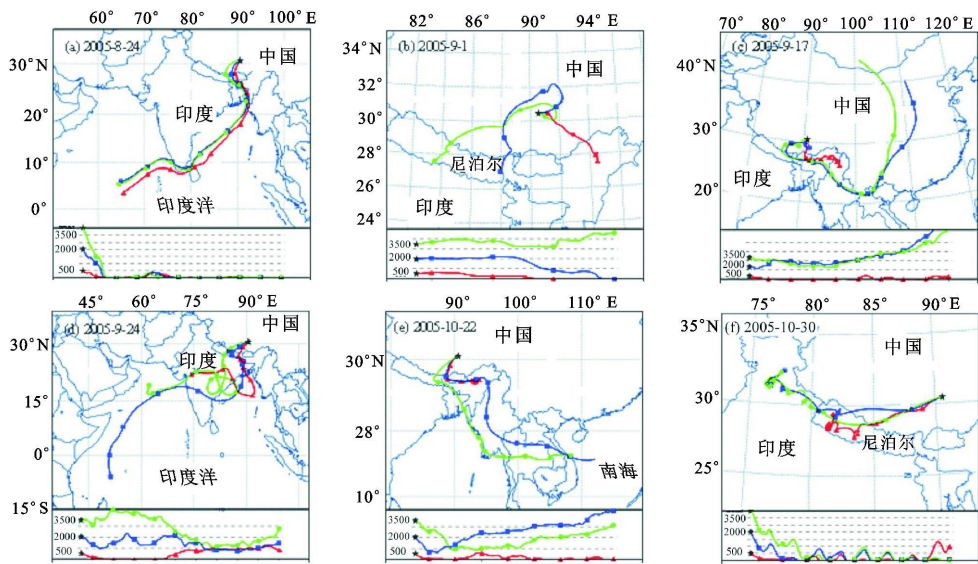 60° 70° 80° 90° 100° E
82° 86° 90° 94°E
70° 80° 90° 100° 110° 120° E
(a) 2005-8-24
中国
30°N
20°
10°
0°
印度
印度洋
3500
2000
500
34°N
32°
30°
28°
26°
24°
(b) 2005-9-1
中国
尼泊尔
印度
3500
2000
500
40°N
30°
20°
(c) 2005-9-17
中国
印度
3500
2000
500
45° 60° 75° 90°E
90° 100° 110°E
75° 80° 85° 90°E
(d) 2005-9-24
中国
30°N
15°
0°
15°S
印度
印度洋
3500
2000
500
(e) 2005-10-22
中国
30°N
28°
10°
南海
3500
2000
500
(f) 2005-10-30
35°N
30°
25°
中国
印度
尼泊尔
3500
2000
500